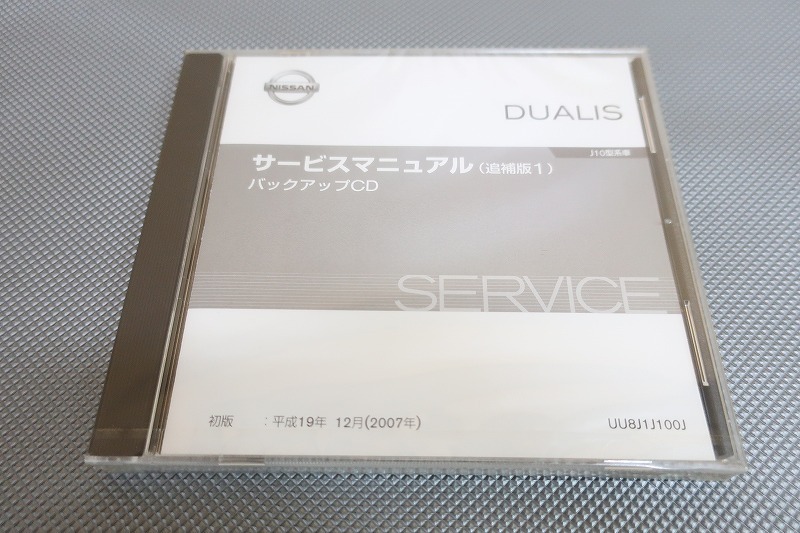 NISSAN
DUALIS
J10型系車
サービスマニュアル(追補版1)
バックアップCD
SERVICE
初版 :平成19年 12月(2007年)
UU8J1J100J